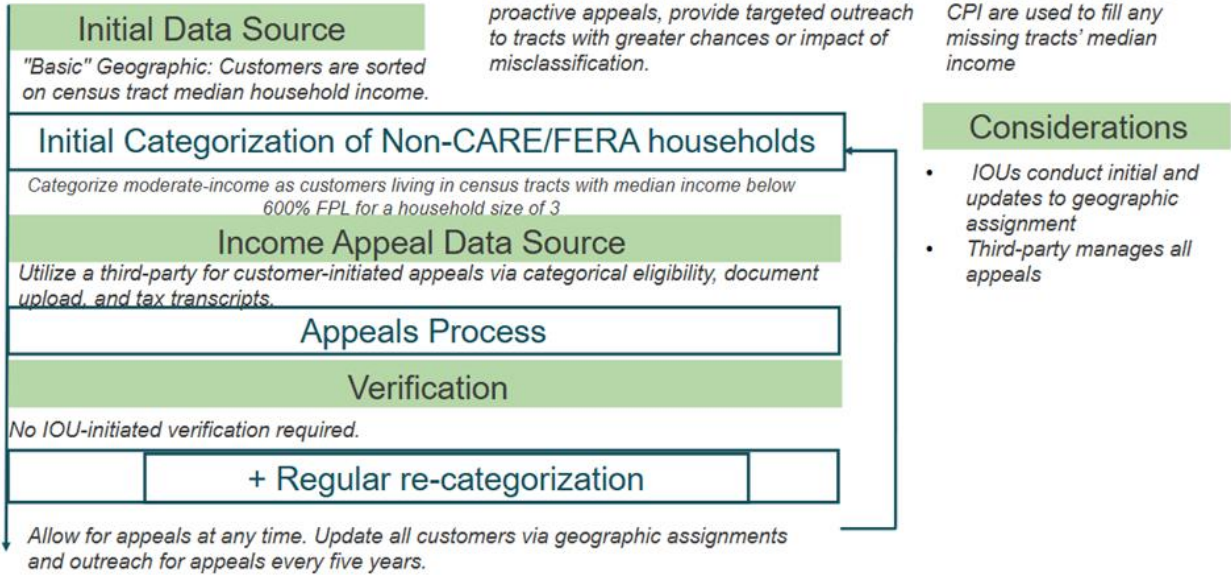 Initial Data Source
"Basic" Geographic: Customers are sorted
on census tract median household income.
proactive appeals, provide targeted outreach
to tracts with greater chances or impact of
misclassification.
CPI are used to fill any
missing tracts' median
income
Initial Categorization of Non-CARE/FERA households
Categorize moderate-income as customers living in census tracts with median income below
600% FPL for a household size of 3
Income Appeal Data Source
Utilize a third-party for customer-initiated appeals via categorical eligibility, document
upload, and tax transcripts.
Appeals Process
Verification
No IOU-initiated verification required.
+ Regular re-categorization
Allow for appeals at any time. Update all customers via geographic assignments
and outreach for appeals every five years.
Considerations
• IOUs conduct initial and
updates to geographic
assignment
• Third-party manages all
appeals